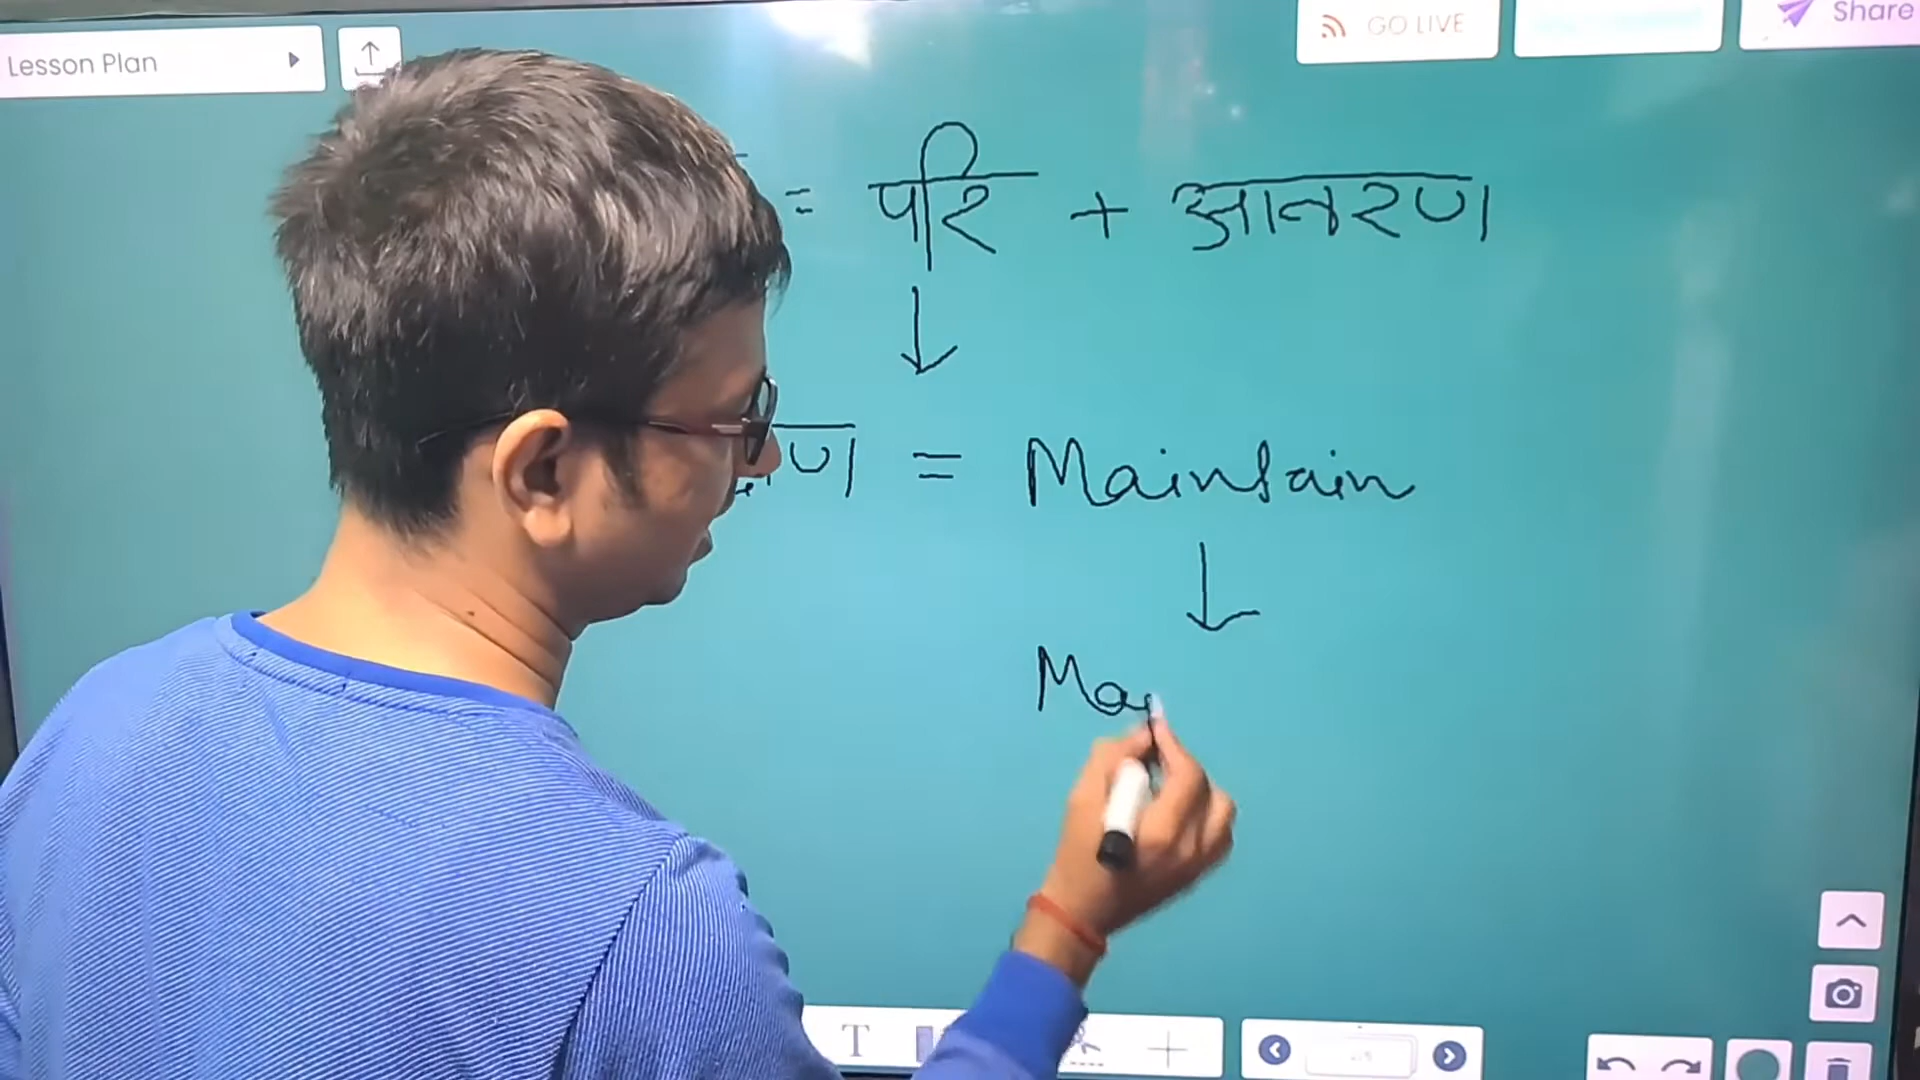 Lesson Plan
GO LIVE
Share
= परि + आवरण
ण = Maintain
Ma
T